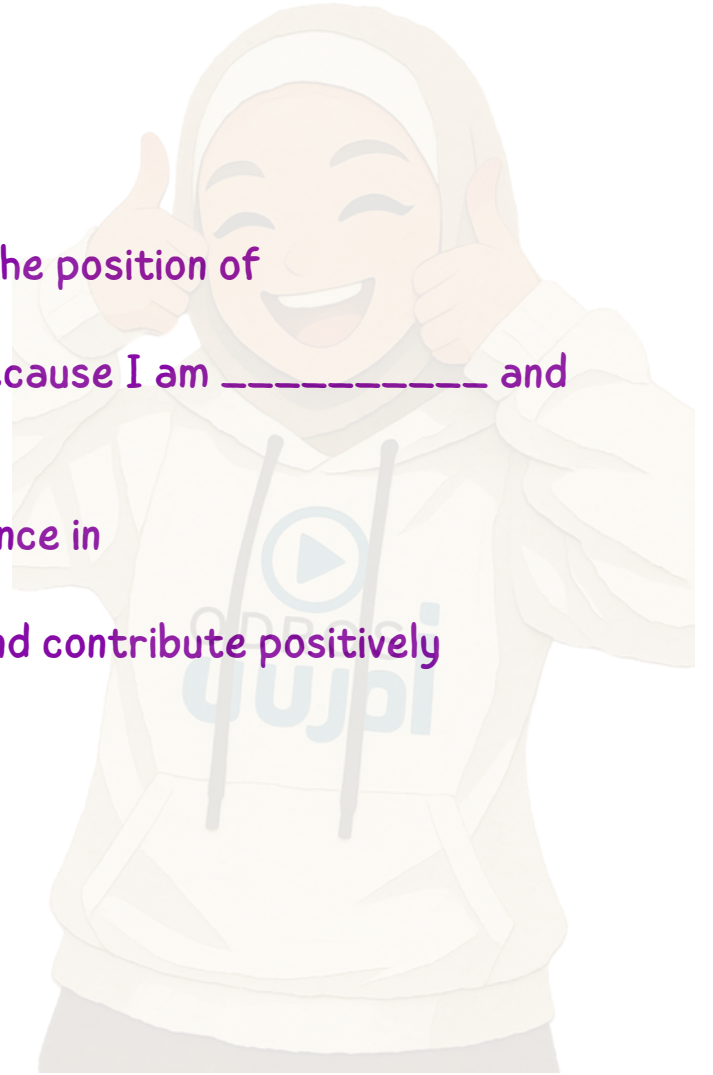 he position of
cause I am __________ and
nce in
nd contribute positively